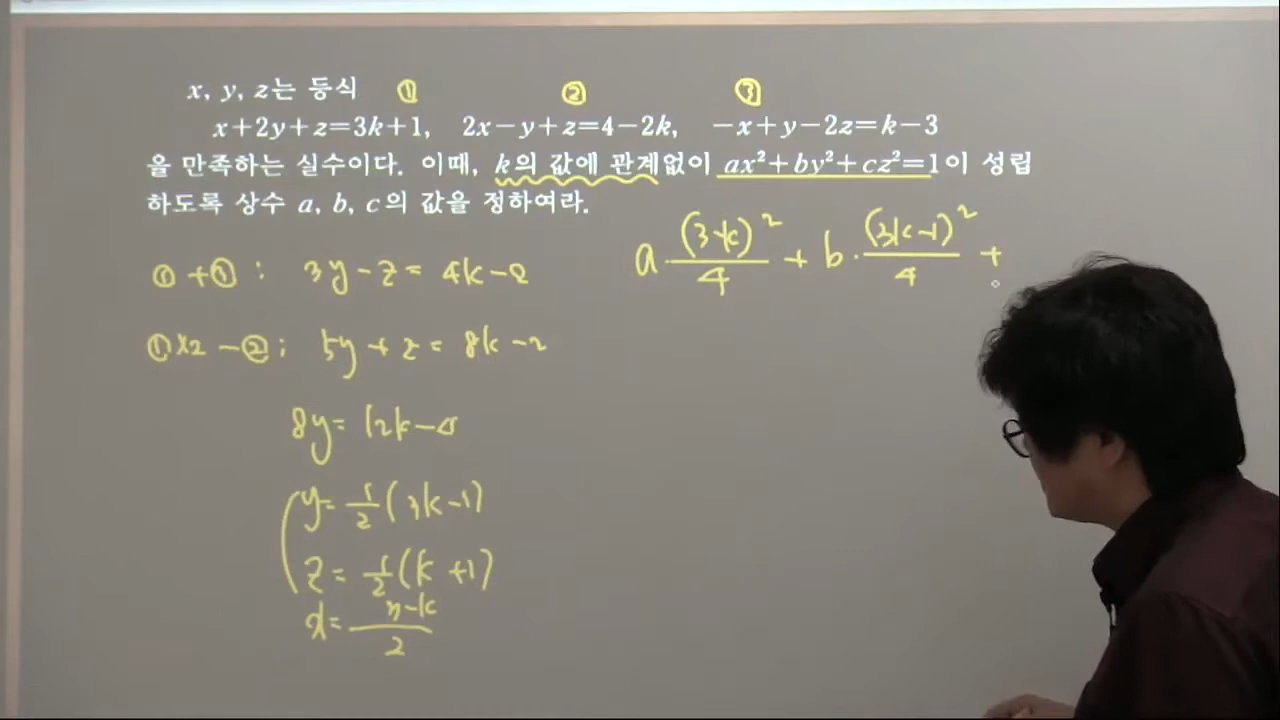 x, y, z는 등식
① ② ③
x+2y+z=3k+1, 2x−y+z=4−2k, −x+y−2z=k−3
을 만족하는 실수이다. 이때, k의 값에 관계없이 ax²+by²+cz²=1이 성립
하도록 상수 a, b, c의 값을 정하여라.
①+③: 3y−z=4k−2
①×2−②: 5y+z=8k−2
8y=12k−4
y=1/2(3k−1)
z=1/2(k+1)
x=(3−k)/2
a·(3−k)²/4+b·(3k−1)²/4+